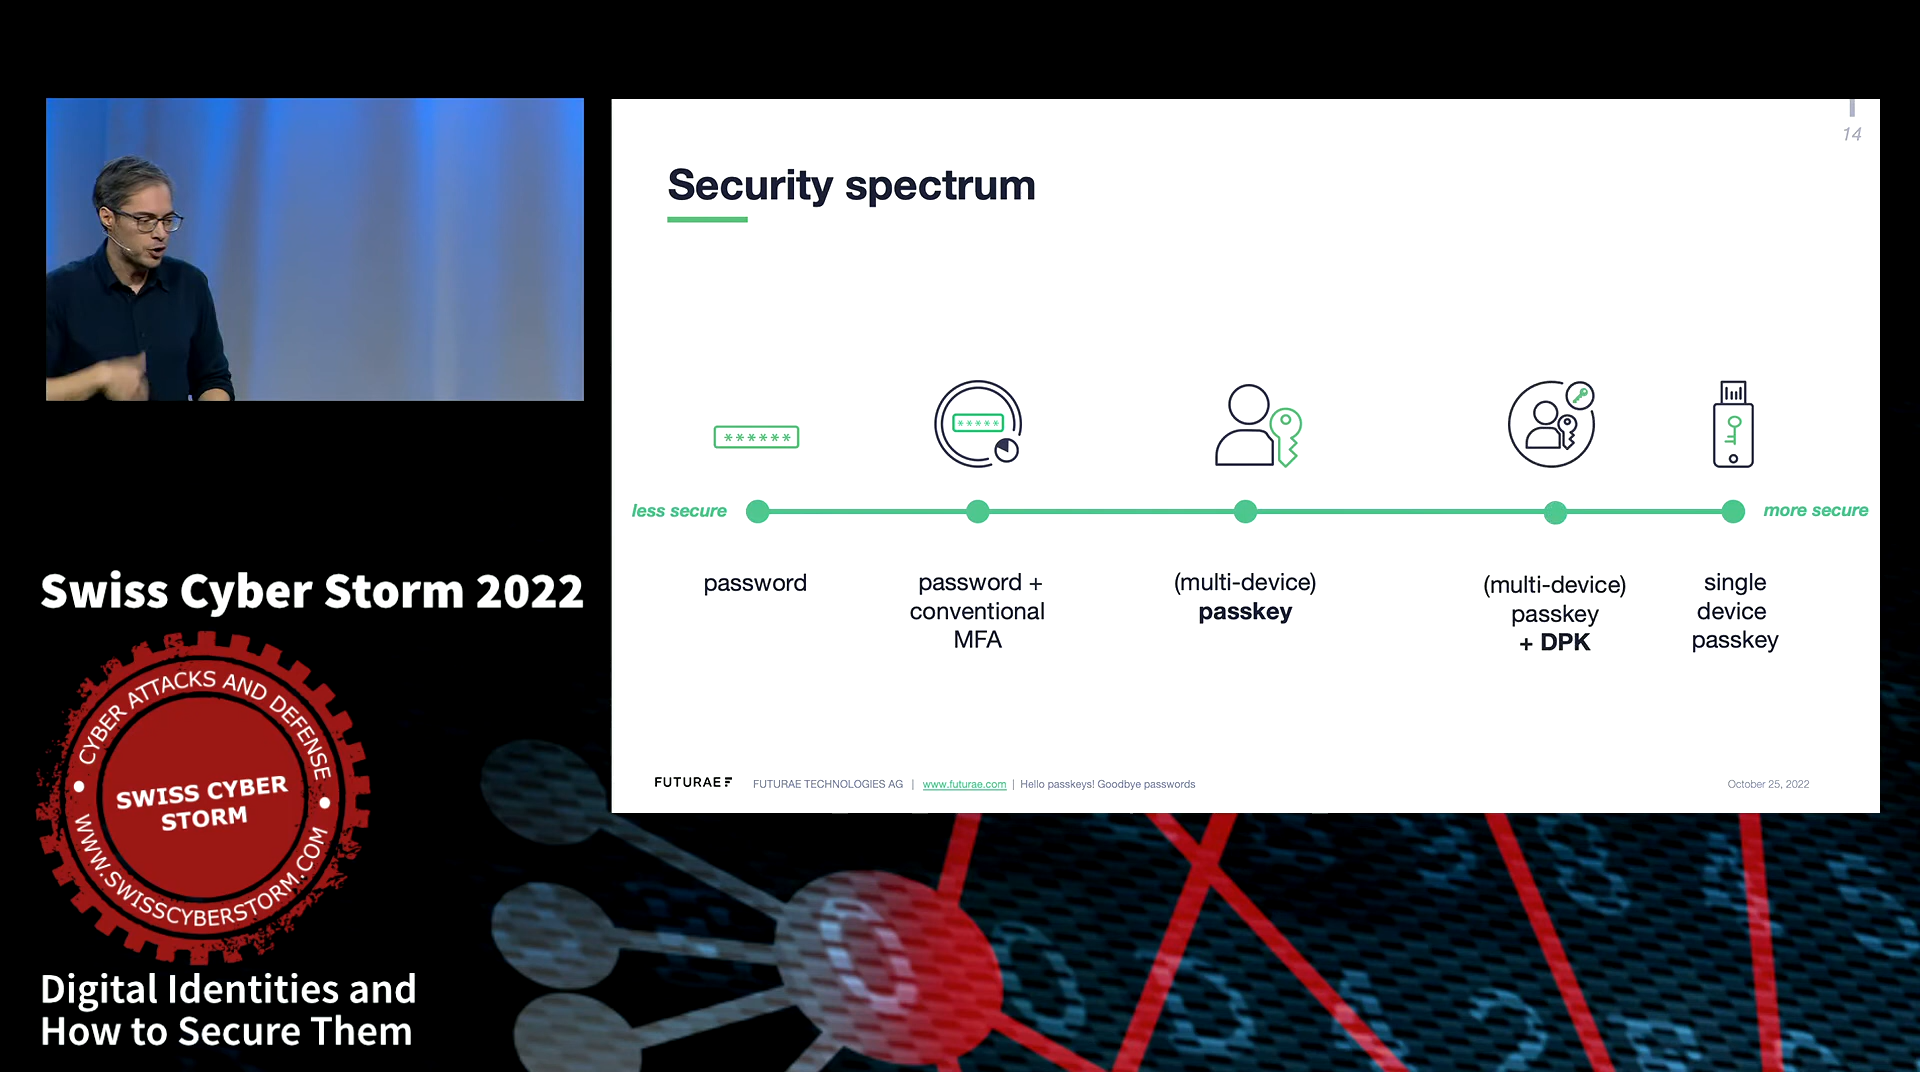 14
Security spectrum
******
*****
less secure
more secure
password
password +
conventional
MFA
(multi-device)
passkey
(multi-device)
passkey
+ DPK
single
device
passkey
FUTURAE
FUTURAE TECHNOLOGIES AG | www.futurae.com | Hello passkeys! Goodbye passwords
October 25, 2022
Swiss Cyber Storm 2022
CYBER ATTACKS AND DEFENSE
SWISS CYBER
STORM
WWW.SWISSCYBERSTORM.COM
Digital Identities and
How to Secure Them